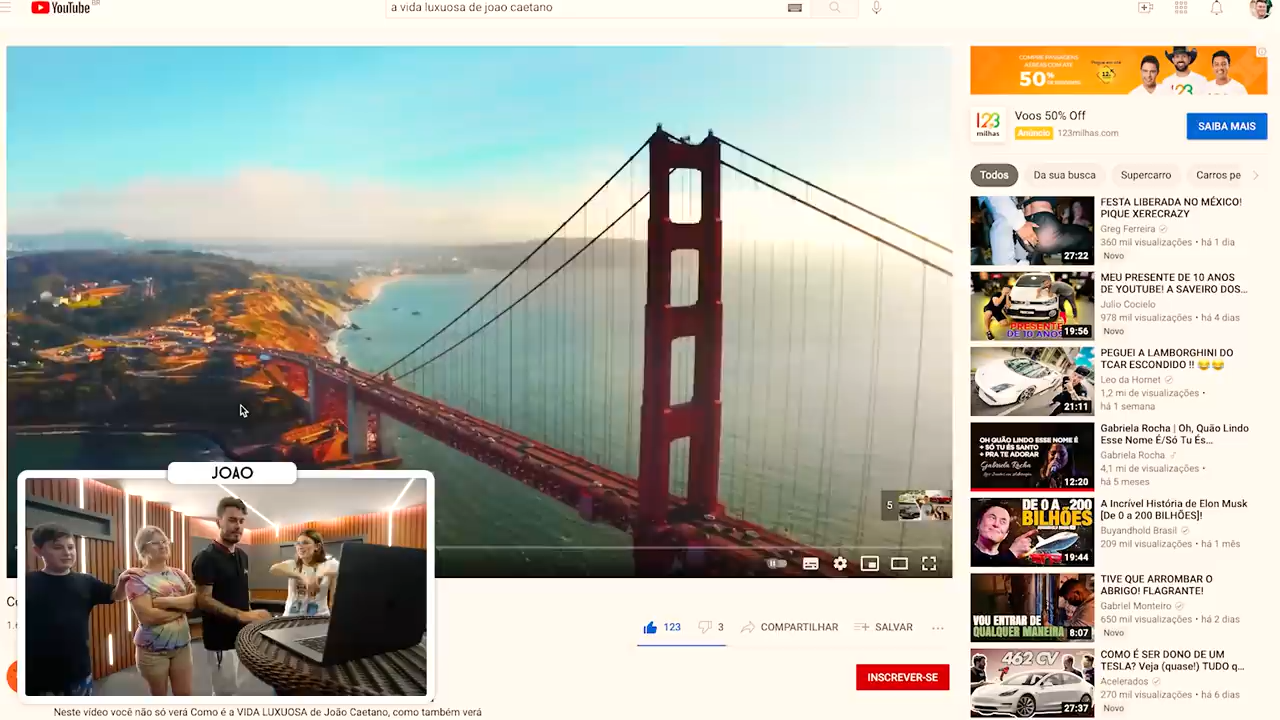 YouTube BR
a vida luxuosa de joao caetano
COMPRE PASSAGENS
AÉREAS COM ATÉ
50%
123
123
milhas
Voos 50% Off
Anúncio 123milhas.com
SAIBA MAIS
Todos
Da sua busca
Supercarro
Carros pe
27:22
FESTA LIBERADA NO MÉXICO!
PIQUE XERECRAZY
Greg Ferreira
360 mil visualizações • há 1 dia
Novo
PRESENTE
DE 10 ANOS
19:56
MEU PRESENTE DE 10 ANOS
DE YOUTUBE! A SAVEIRO DOS...
Julio Cocielo
978 mil visualizações • há 4 dias
Novo
21:11
PEGUEI A LAMBORGHINI DO
TCAR ESCONDIDO !! 😂😂
Leo da Hornet
1,2 mi de visualizações •
há 1 semana
OH QUÃO LINDO ESSE NOME É
+ SÓ TU ÉS SANTO
+ PRA TE ADORAR
Gabriela Rocha
12:20
Gabriela Rocha | Oh, Quão Lindo
Esse Nome É/Só Tu És...
Gabriela Rocha
4,1 mi de visualizações •
há 5 meses
DE 0 A 200
BILHÕES
19:44
A Incrível História de Elon Musk
[De 0 a 200 BILHÕES]!
Buyandhold Brasil
209 mil visualizações • há 1 mês
VOU ENTRAR DE
QUALQUER MANEIRA
8:07
TIVE QUE ARROMBAR O
ABRIGO! FLAGRANTE!
Gabriel Monteiro
650 mil visualizações • há 2 dias
Novo
462 CV
27:37
COMO É SER DONO DE UM
TESLA? Veja (quase!) TUDO q...
Acelerados
270 mil visualizações • há 6 dias
Novo
5
JOAO
123
3
COMPARTILHAR
SALVAR
INSCREVER-SE
Neste vídeo você não só verá Como é a VIDA LUXUOSA de João Caetano, como também verá